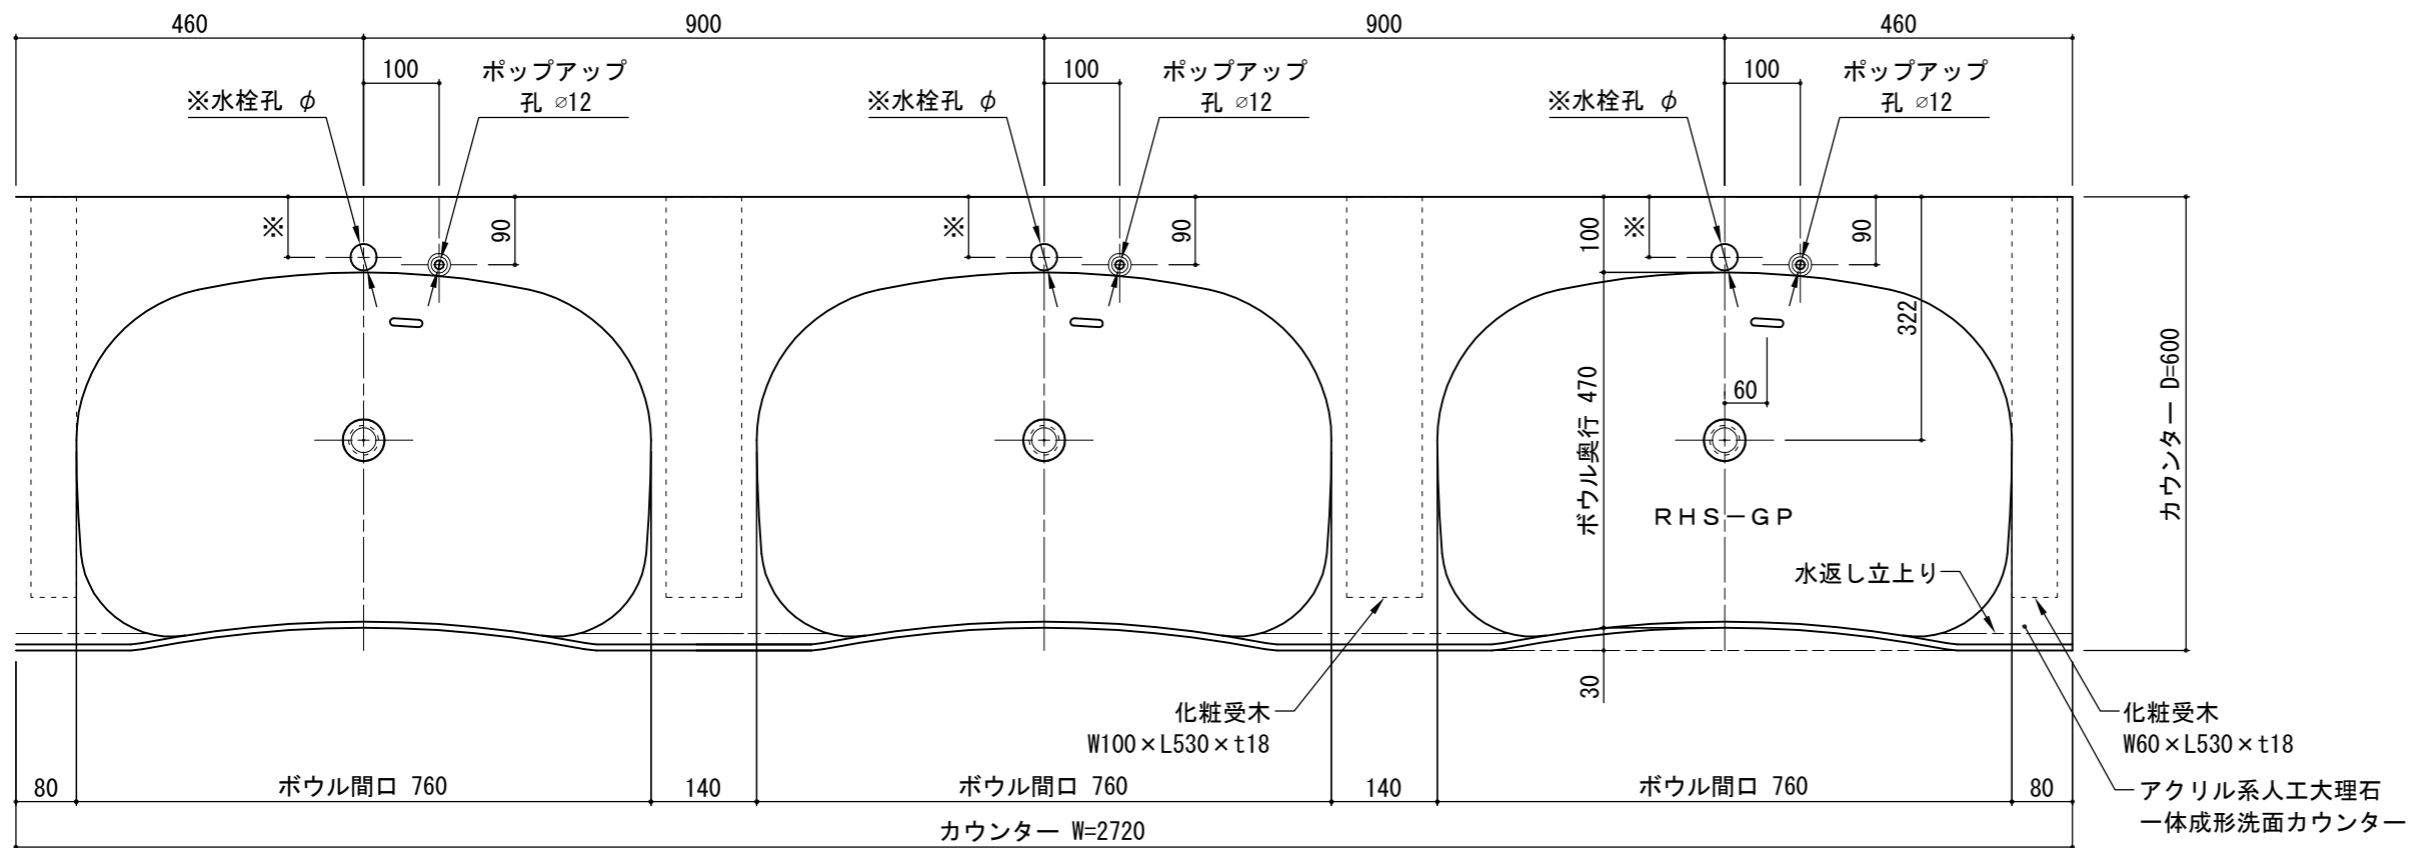 460
900
900
460
100
ポップアップ
孔 ⌀12
※水栓孔 φ
100
ポップアップ
孔 ⌀12
※水栓孔 φ
100
ポップアップ
孔 ⌀12
※水栓孔 φ
※
90
※
90
100
※
90
322
60
ボウル奥行 470
カウンター D=600
RHS－GP
水返し立上り
30
化粧受木
W100×L530×t18
化粧受木
W60×L530×t18
アクリル系人工大理石
一体成形洗面カウンター
80
ボウル間口 760
140
ボウル間口 760
140
ボウル間口 760
80
カウンター W=2720